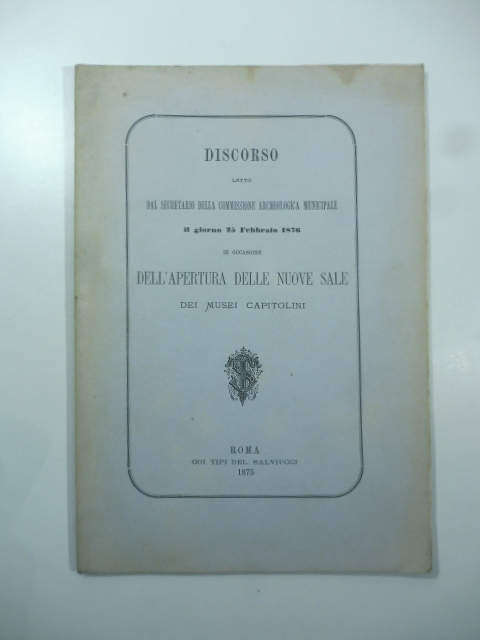 DISCORSO
LETTO
DAL SECRETARIO DELLA COMMISSIONE ARCHEOLOGICA MUNICIPALE
il giorno 25 Febbraio 1876
IN OCCASIONE
DELL'APERTURA DELLE NUOVE SALE
DEI MUSEI CAPITOLINI
ROMA
COI TIPI DEL SALVIUCCI
1875